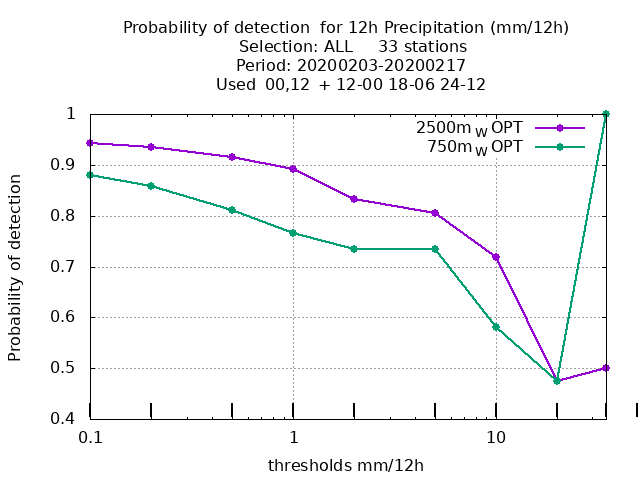 Probability of detection  for 12h Precipitation (mm/12h)
Selection: ALL     33 stations
Period: 20200203-20200217
Used  00,12  + 12-00 18-06 24-12
2500m W OPT
750m W OPT
1
0.9
0.8
0.7
0.6
0.5
0.4
Probability of detection
0.1
1
10
thresholds mm/12h